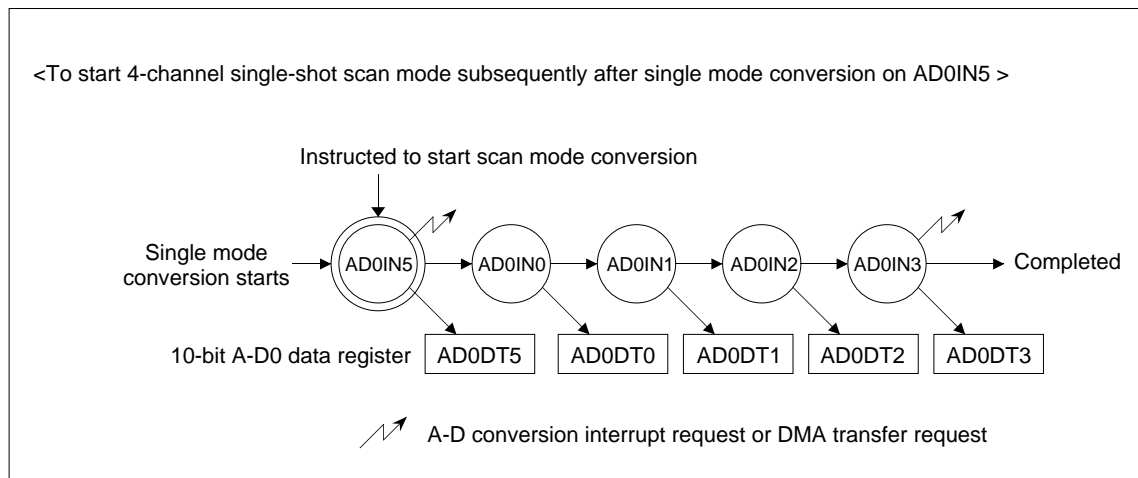 <To start 4-channel single-shot scan mode subsequently after single mode conversion on AD0IN5 >
Instructed to start scan mode conversion
Single mode
conversion starts
AD0IN5
AD0IN0
AD0IN1
AD0IN2
AD0IN3
Completed
10-bit A-D0 data register
AD0DT5
AD0DT0
AD0DT1
AD0DT2
AD0DT3
A-D conversion interrupt request or DMA transfer request